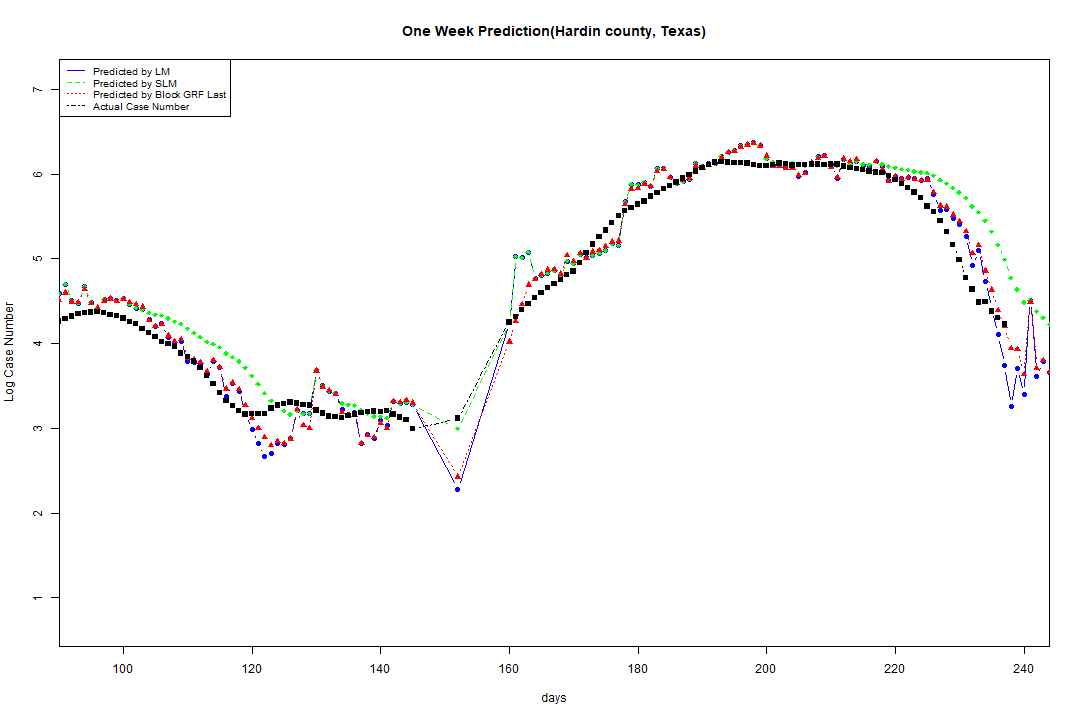 One Week Prediction(Hardin county, Texas)
Predicted by LM
Predicted by SLM
Predicted by Block GRF Last
Actual Case Number
7
6
5
4
3
2
1
Log Case Number
100 120 140 160 180 200 220 240
days